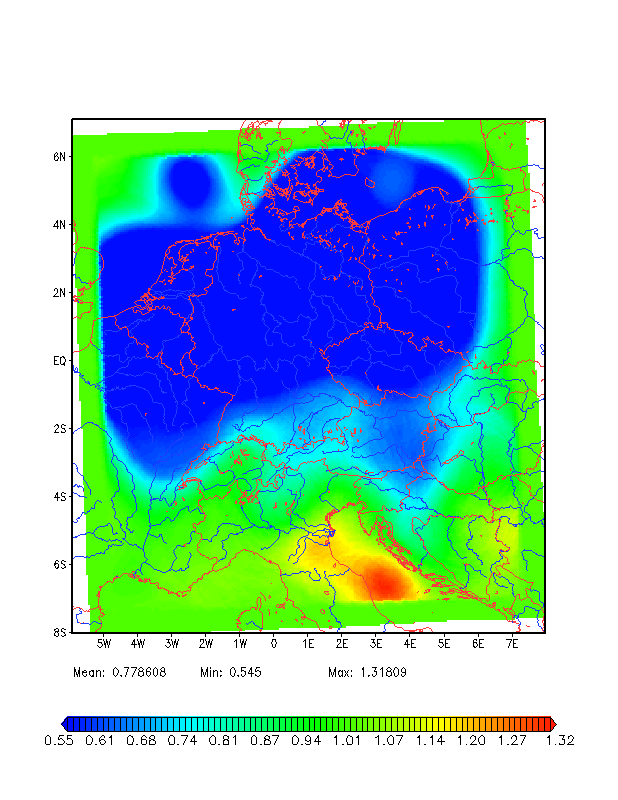 6N
4N
2N
EQ
2S
4S
6S
8S
5W 4W 3W 2W 1W 0 1E 2E 3E 4E 5E 6E 7E
Mean: 0.778608 Min: 0.545 Max: 1.31809
0.55 0.61 0.68 0.74 0.81 0.87 0.94 1.01 1.07 1.14 1.20 1.27 1.32